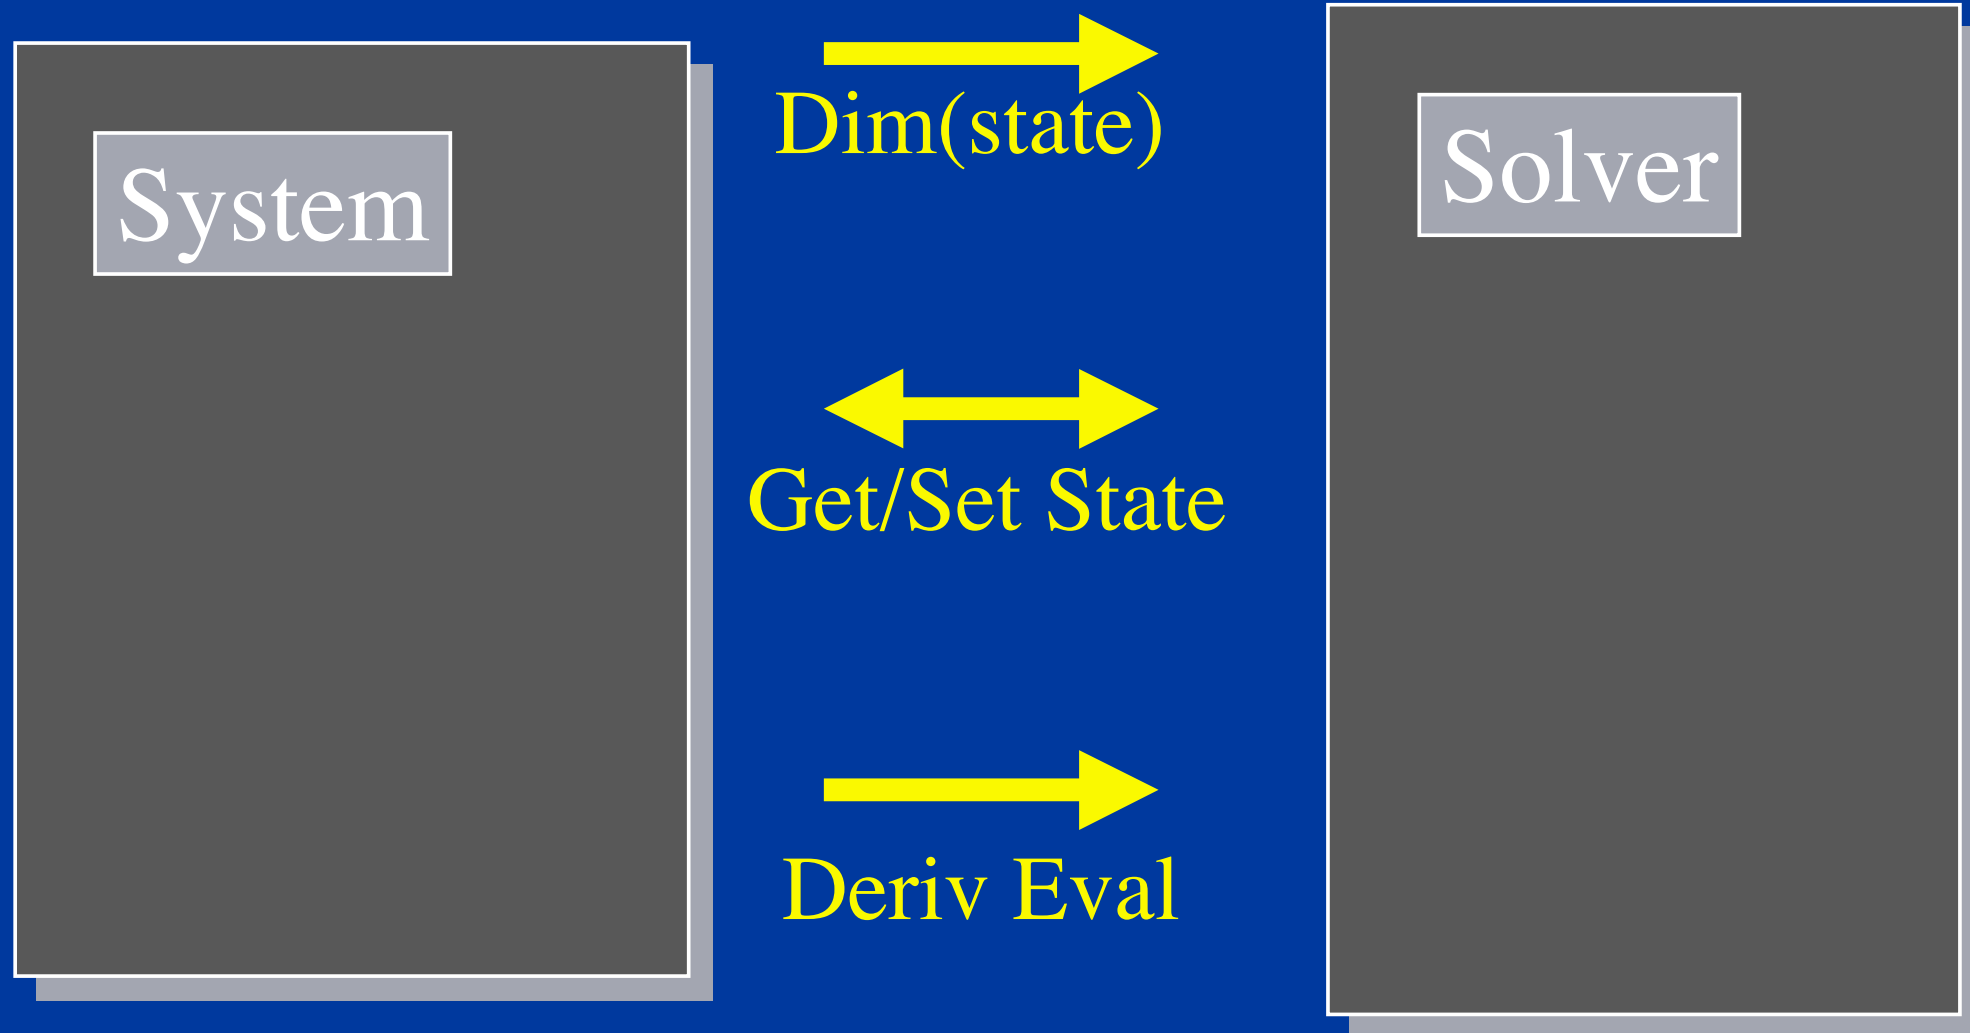 System
Dim(state)
Get/Set State
Deriv Eval
Solver